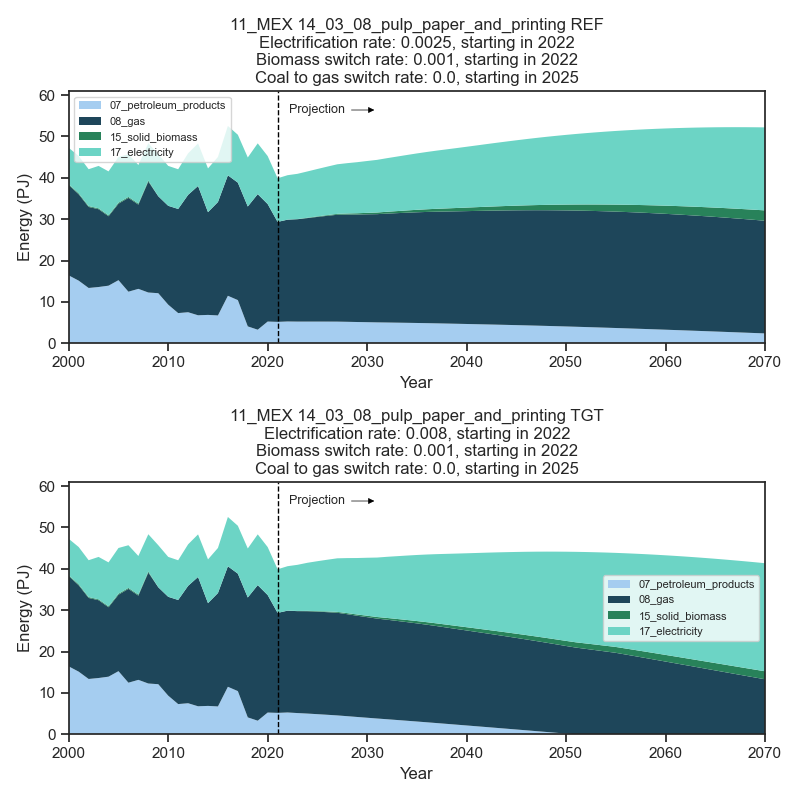 11_MEX 14_03_08_pulp_paper_and_printing REF
Electrification rate: 0.0025, starting in 2022
Biomass switch rate: 0.001, starting in 2022
Coal to gas switch rate: 0.0, starting in 2025
60
50
40
30
20
10
0
Energy (PJ)
07_petroleum_products
08_gas
15_solid_biomass
17_electricity
Projection
2000 2010 2020 2030 2040 2050 2060 2070
Year
11_MEX 14_03_08_pulp_paper_and_printing TGT
Electrification rate: 0.008, starting in 2022
Biomass switch rate: 0.001, starting in 2022
Coal to gas switch rate: 0.0, starting in 2025
60
50
40
30
20
10
0
Energy (PJ)
Projection
07_petroleum_products
08_gas
15_solid_biomass
17_electricity
2000 2010 2020 2030 2040 2050 2060 2070
Year